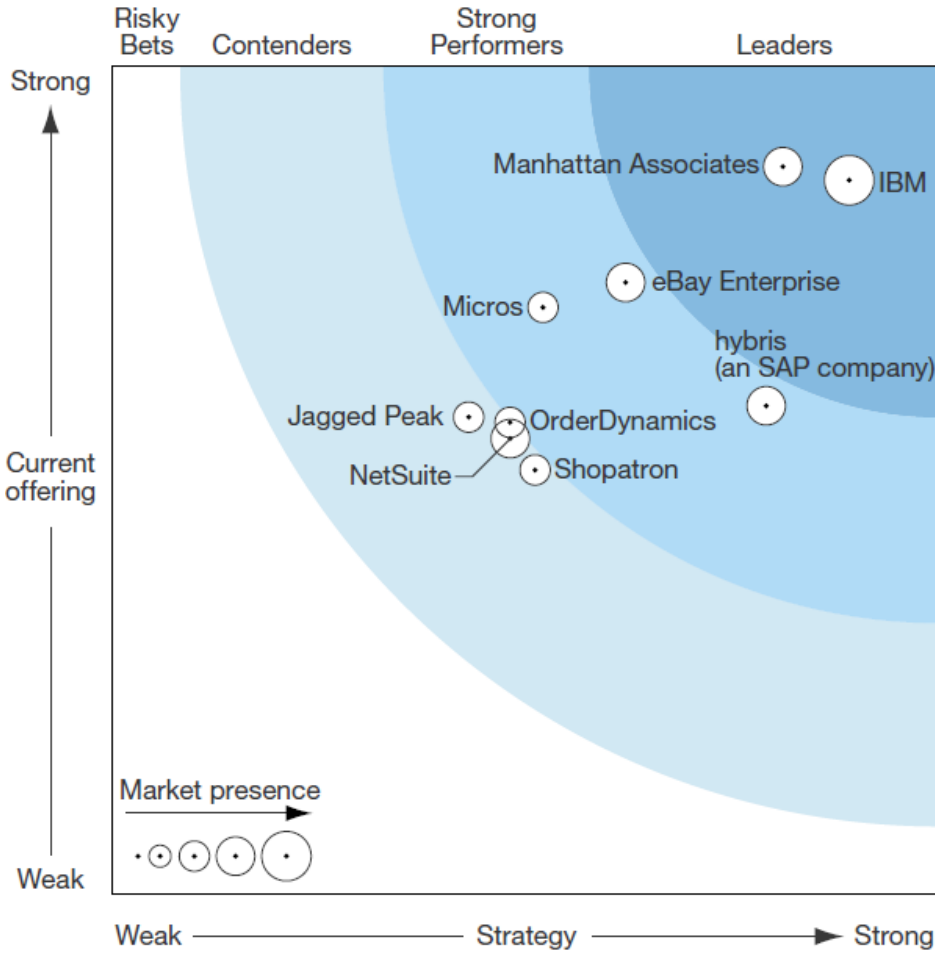 Risky
Bets
Contenders
Strong
Performers
Leaders
Strong
Manhattan Associates
IBM
eBay Enterprise
Micros
hybris
(an SAP company)
Jagged Peak
OrderDynamics
Current
offering
NetSuite
Shopatron
Market presence
Weak
Weak
Strategy
Strong